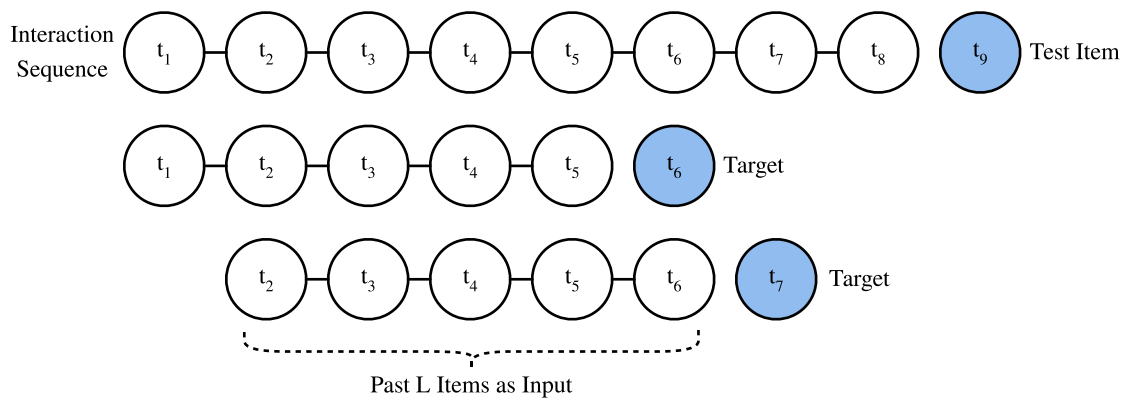 Interaction
Sequence
t1 t2 t3 t4 t5 t6 t7 t8 t9 Test Item
t1 t2 t3 t4 t5 t6 Target
t2 t3 t4 t5 t6 t7 Target
Past L Items as Input